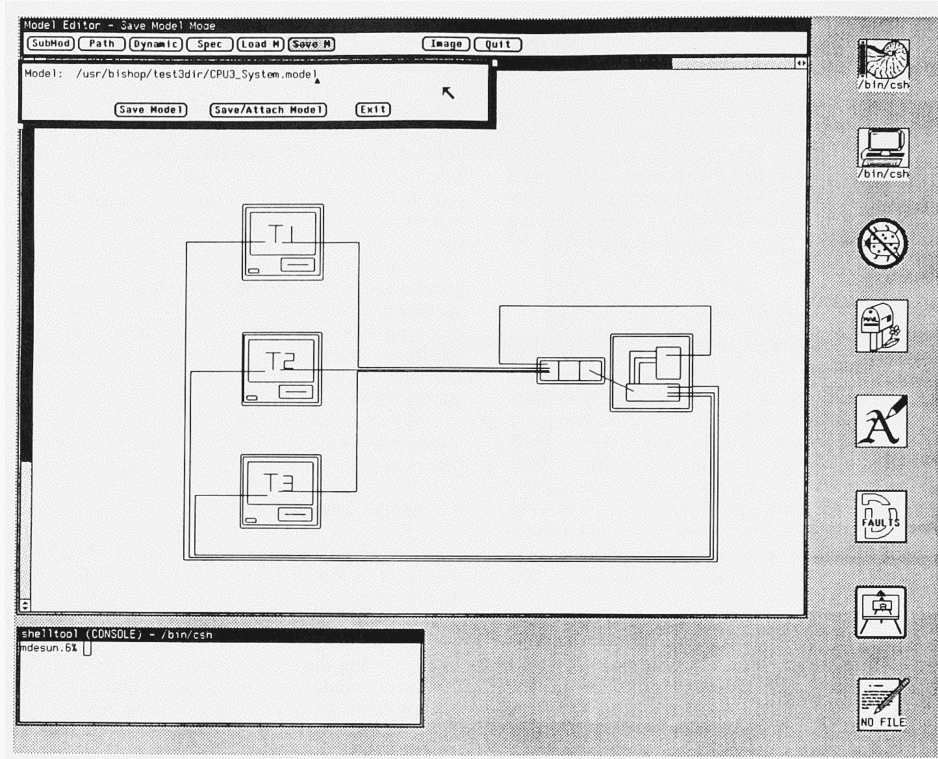 Model Editor - Save Model Mode
SubMod Path Dynamic Spec Load M Save M Image Quit
Model: /usr/bishop/test3dir/CPU3_System.model
Save Model Save/Attach Model Exit
/bin/csh
/bin/csh
T1
T2
T3
MAIL
A
D
FAULTS
shelltool (CONSOLE) - /bin/csh
mdesun.6%
NO FILE